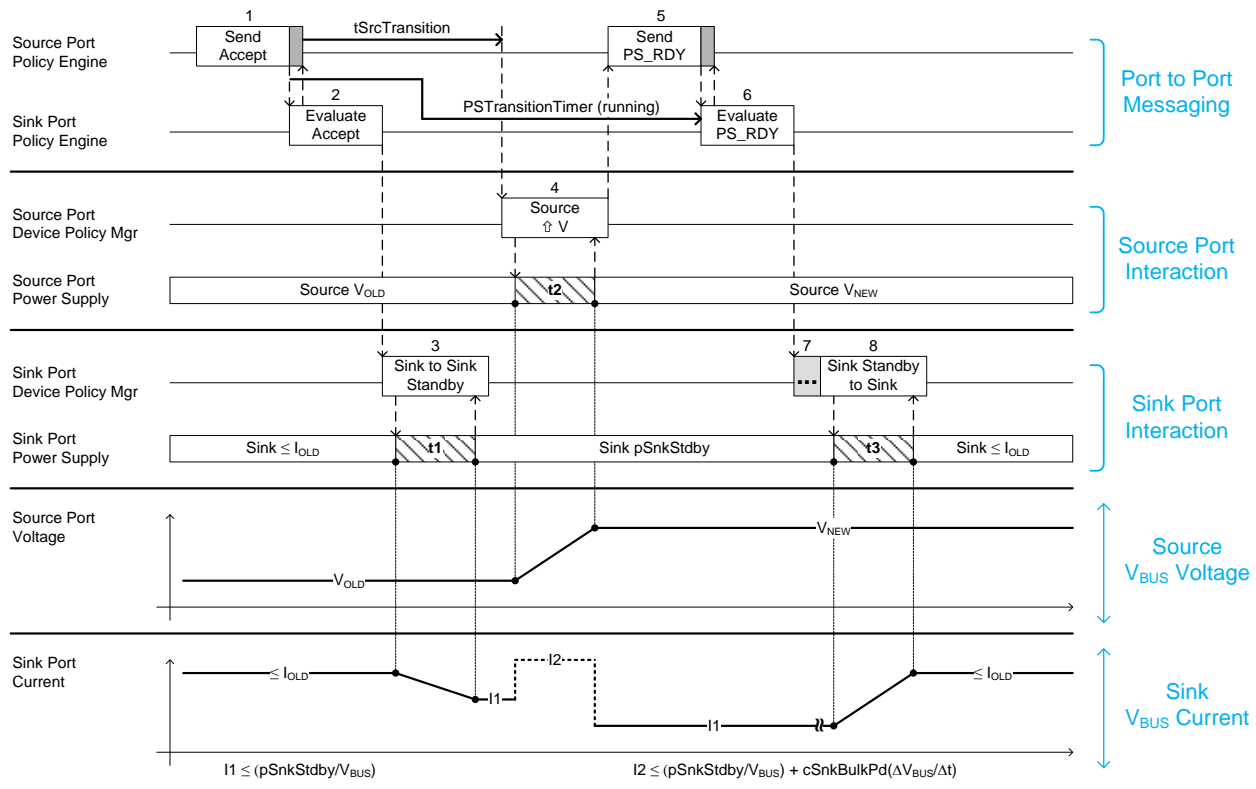 1
5
Source Port
Policy Engine
Send
Accept
tSrcTransition
Send
PS_RDY
Port to Port
Messaging
2
6
Sink Port
Policy Engine
Evaluate
Accept
PSTransitionTimer (running)
Evaluate
PS_RDY
4
Source Port
Device Policy Mgr
Source
⇧ V
Source Port
Interaction
Source Port
Power Supply
Source VOLD
t2
Source VNEW
3
7
8
Sink Port
Device Policy Mgr
Sink to Sink
Standby
...
Sink Standby
to Sink
Sink Port
Interaction
Sink Port
Power Supply
Sink ≤ IOLD
t1
Sink pSnkStdby
t3
Sink ≤ IOLD
Source Port
Voltage
VOLD
VNEW
Source
VBUS Voltage
Sink Port
Current
≤ IOLD
I1
I2
I1
≤ IOLD
Sink
VBUS Current
I1 ≤ (pSnkStdby/VBUS)
I2 ≤ (pSnkStdby/VBUS) + cSnkBulkPd(ΔVBUS/Δt)